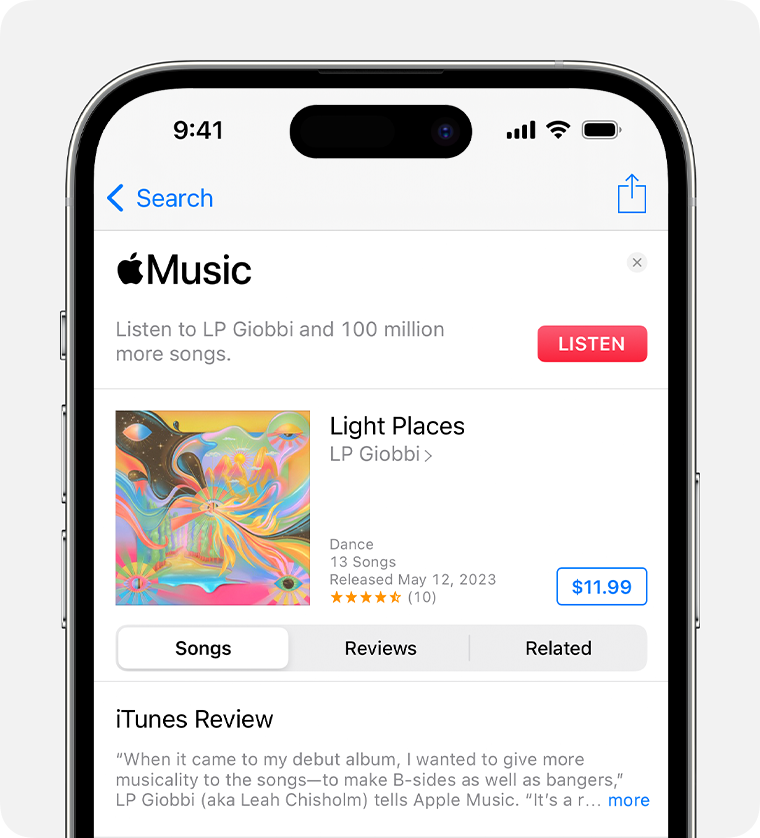 9:41
Search
Music
Listen to LP Giobbi and 100 million
more songs.
LISTEN
Light Places
LP Giobbi
Dance
13 Songs
Released May 12, 2023
(10)
$11.99
Songs
Reviews
Related
iTunes Review
“When it came to my debut album, I wanted to give more
musicality to the songs—to make B-sides as well as bangers,”
LP Giobbi (aka Leah Chisholm) tells Apple Music. “It’s a r... more